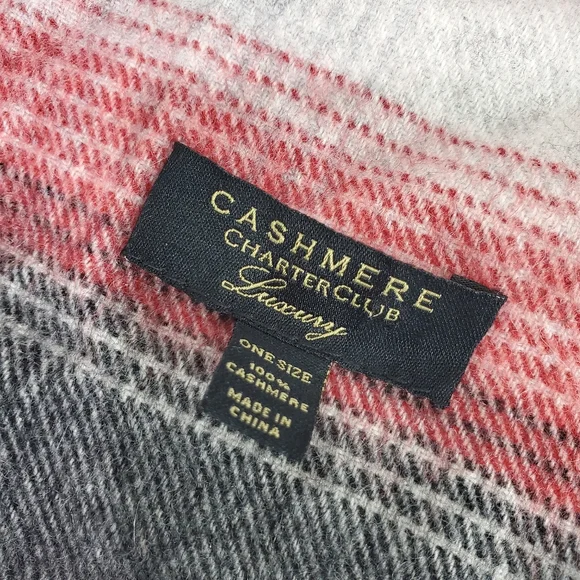 CASHMERE
CHARTER CLUB
Luxury
ONE SIZE
100%
CASHMERE
MADE IN
CHINA